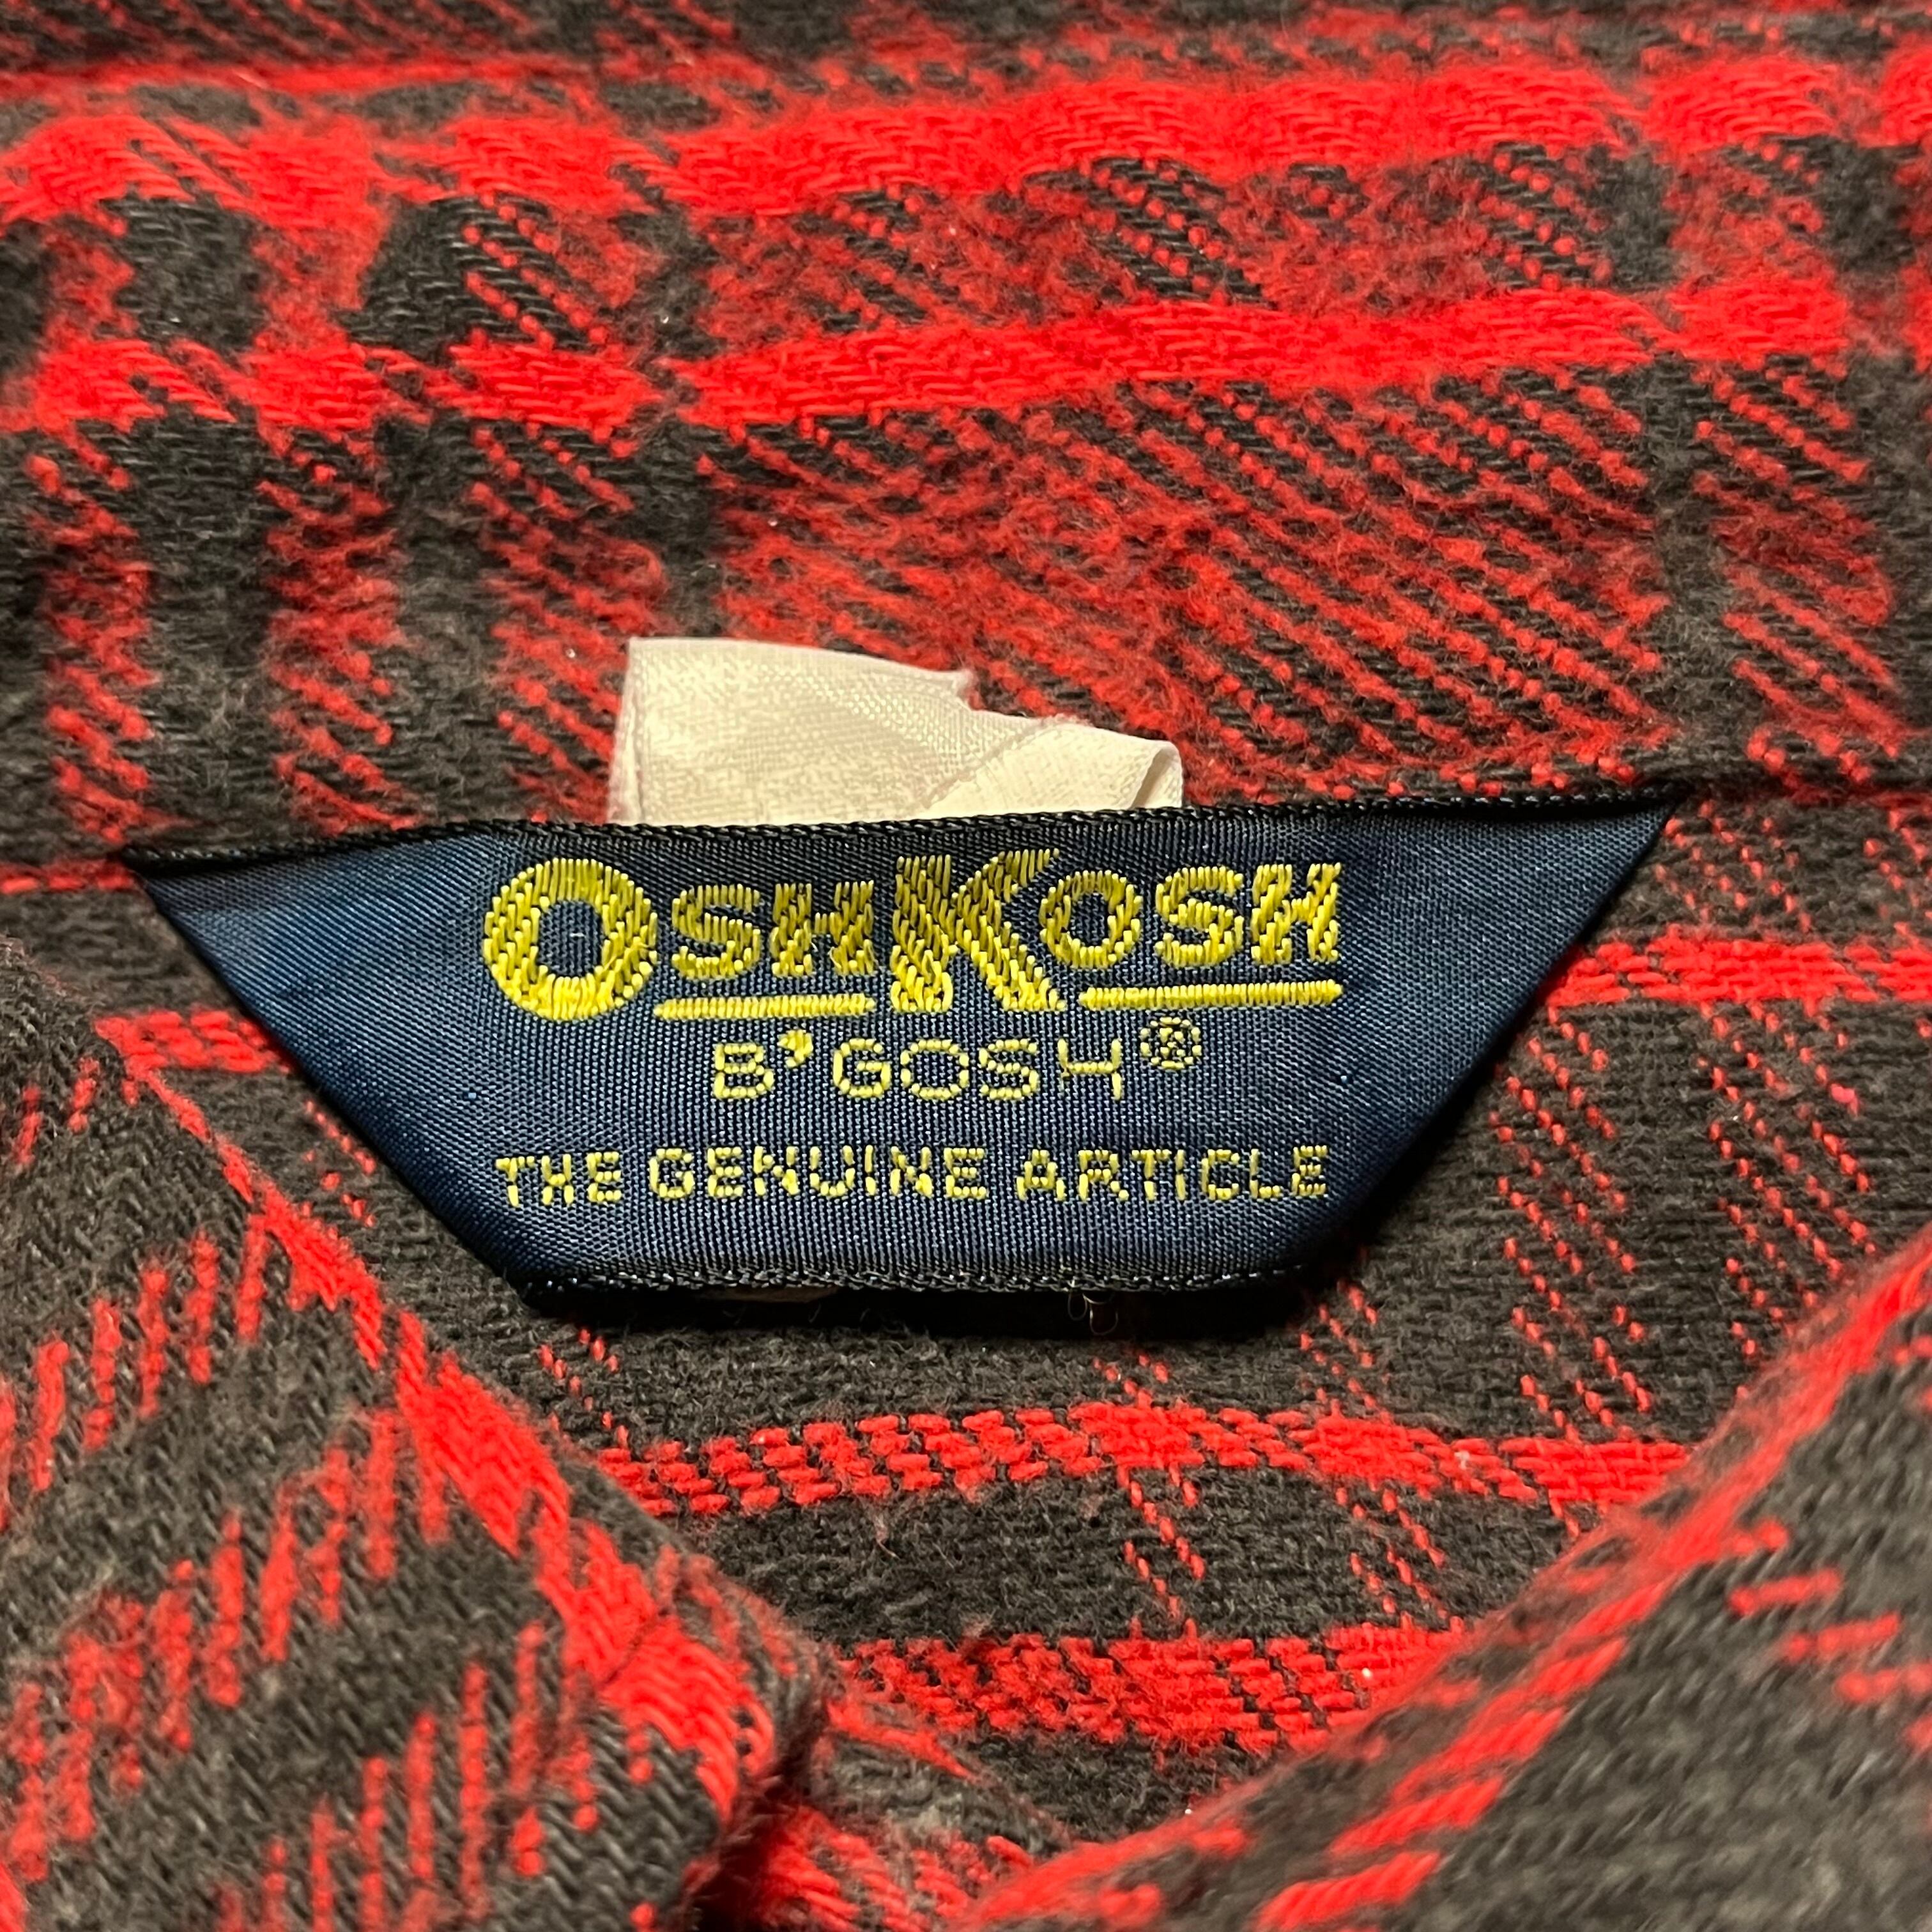 OSHKOSH
B'GOSH®
THE GENUINE ARTICLE